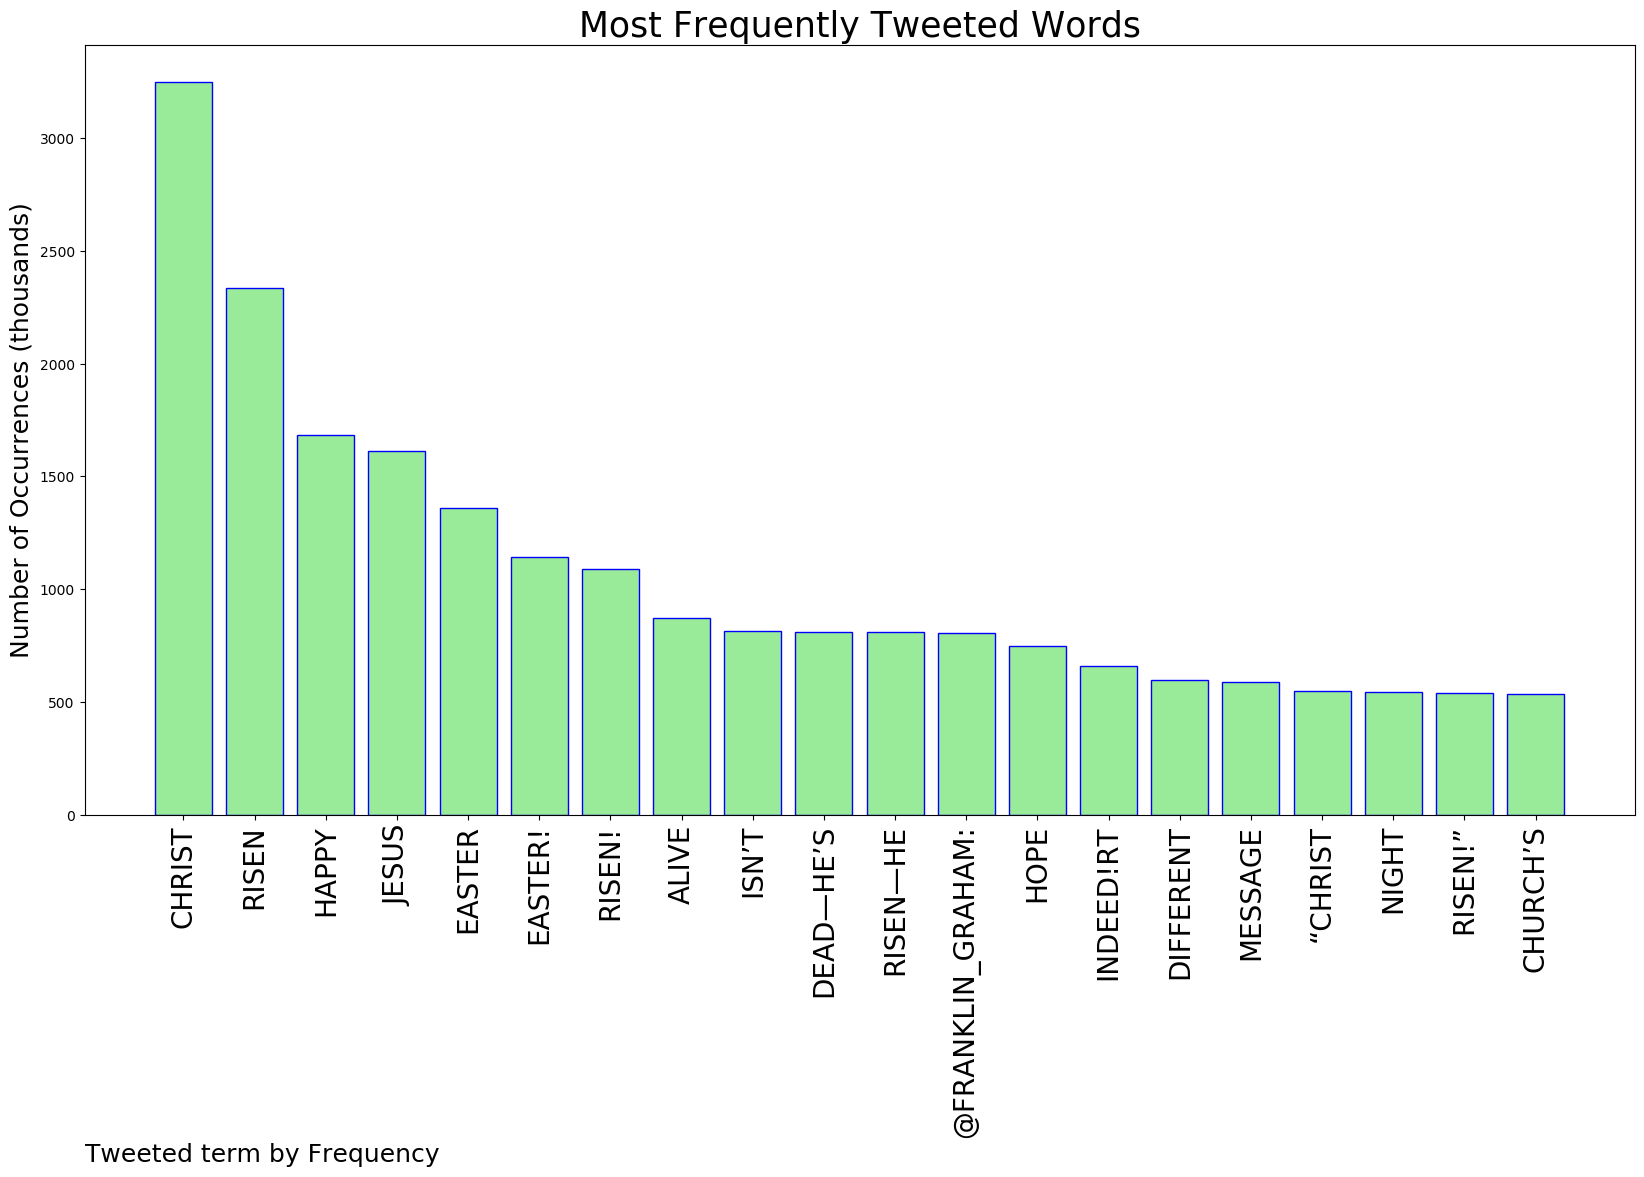 Most Frequently Tweeted Words
Number of Occurrences (thousands)
3000
2500
2000
1500
1000
500
0
CHRIST
RISEN
HAPPY
JESUS
EASTER
EASTER!
RISEN!
ALIVE
ISN’T
DEAD—HE’S
RISEN—HE
@FRANKLIN_GRAHAM:
HOPE
INDEED!RT
DIFFERENT
MESSAGE
“CHRIST
NIGHT
RISEN!”
CHURCH’S
Tweeted term by Frequency